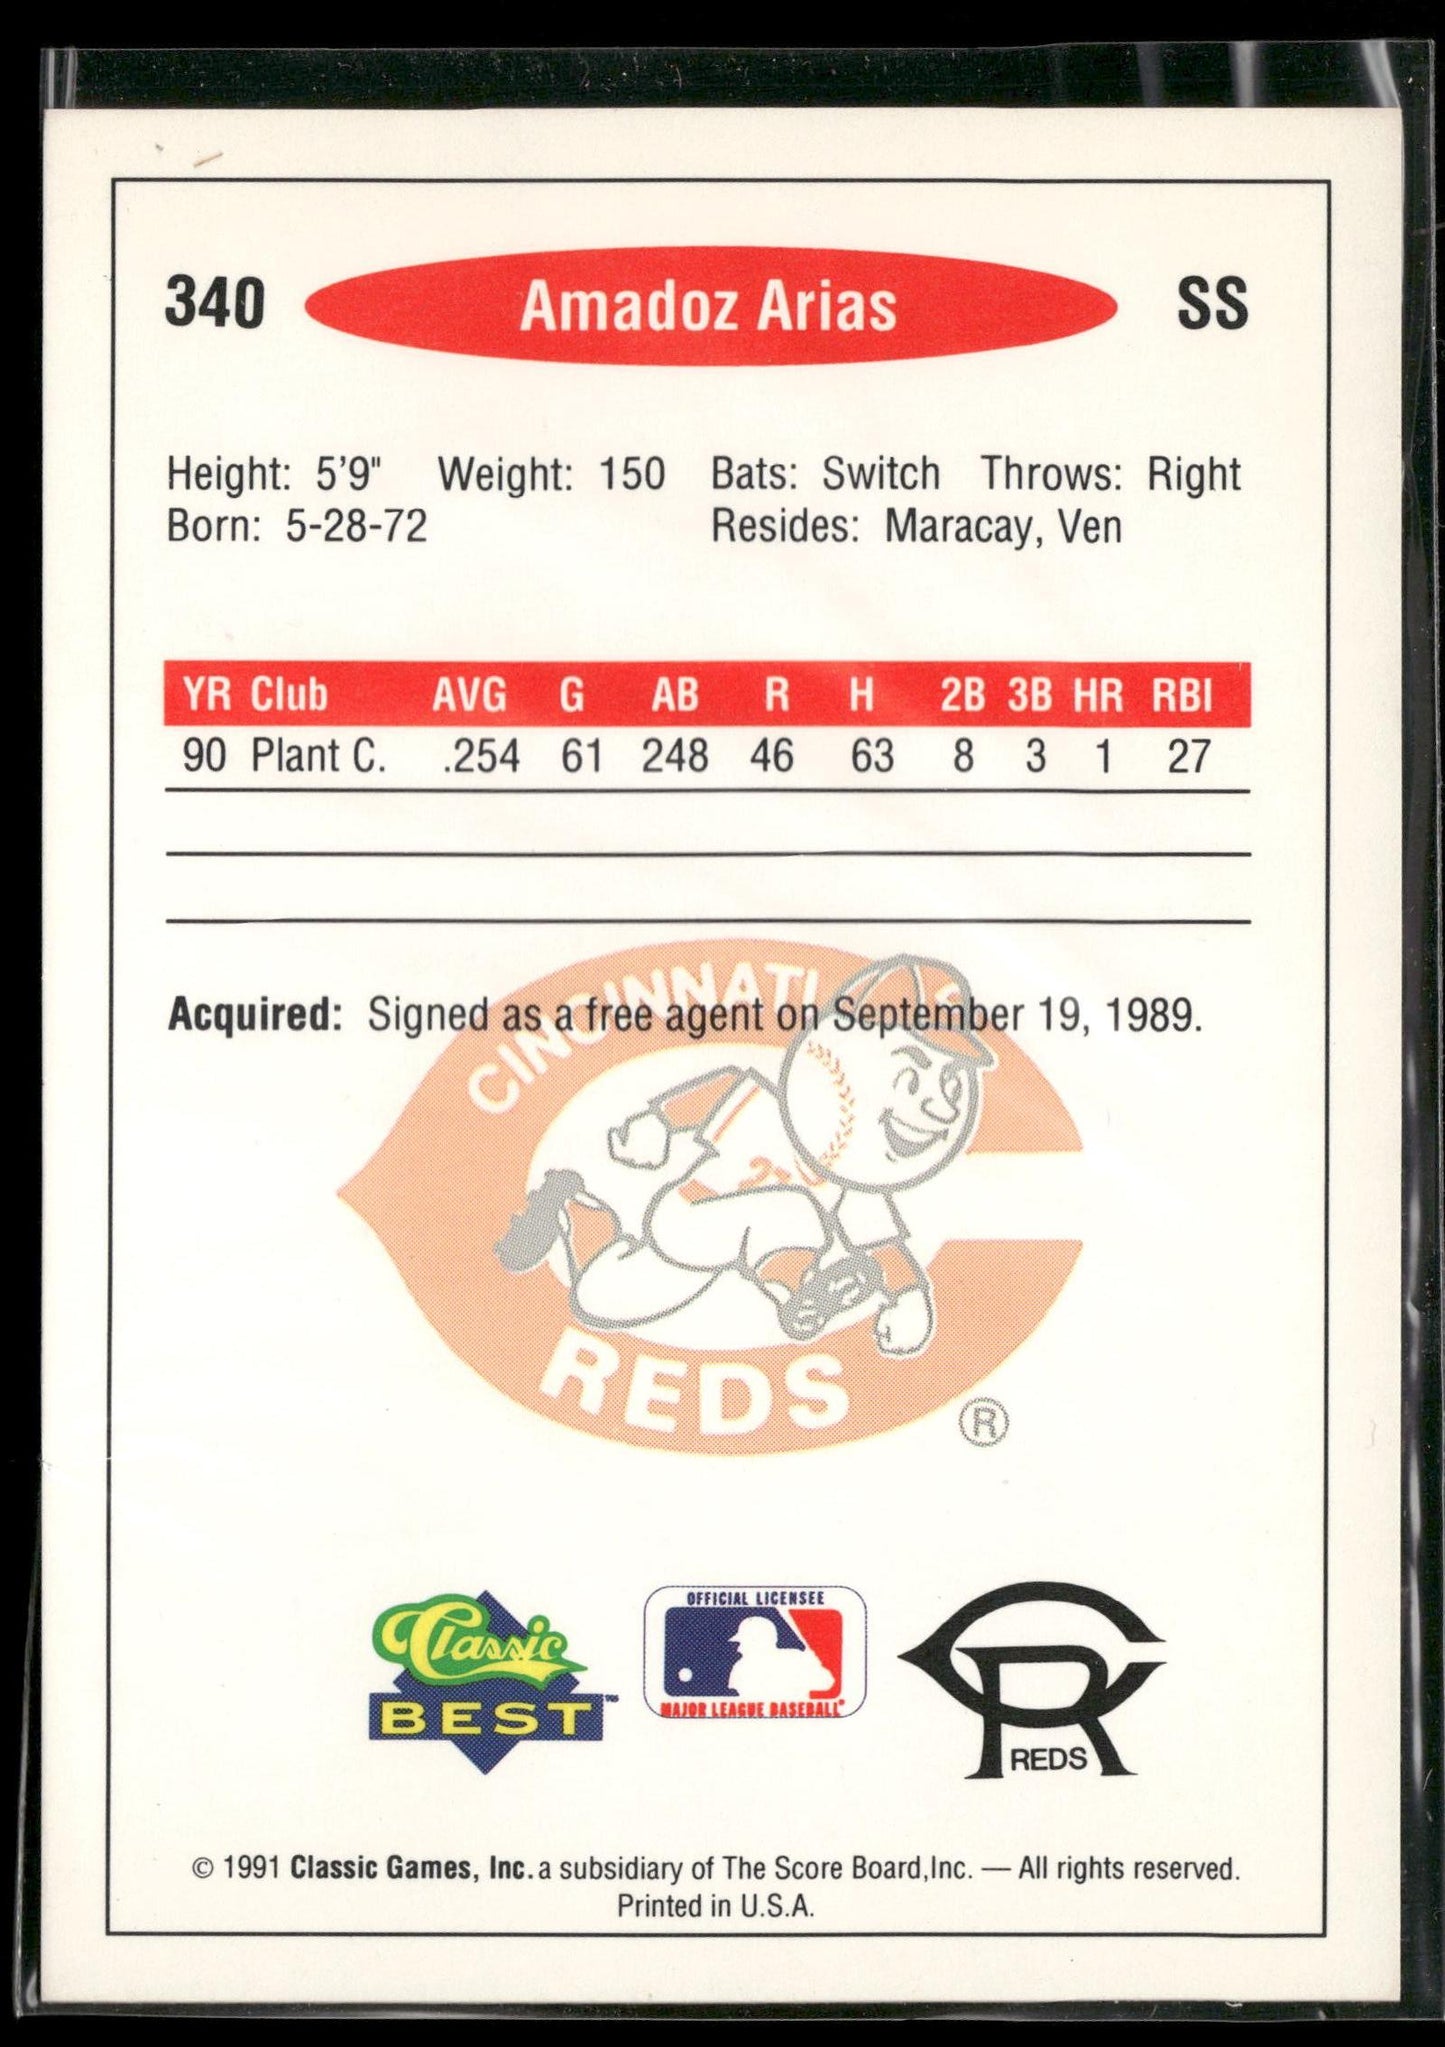 340 Amadoz Arias SS
Height: 5'9" Weight: 150 Bats: Switch Throws: Right
Born: 5-28-72 Resides: Maracay, Ven
YR Club AVG G AB R H 2B 3B HR RBI
90 Plant C. .254 61 248 46 63 8 3 1 27
Acquired: Signed as a free agent on September 19, 1989.
CINCINNATI
REDS
®
Classic
BEST™
OFFICIAL LICENSEE
MAJOR LEAGUE BASEBALL®
CR
REDS
© 1991 Classic Games, Inc. a subsidiary of The Score Board,Inc. — All rights reserved.
Printed in U.S.A.